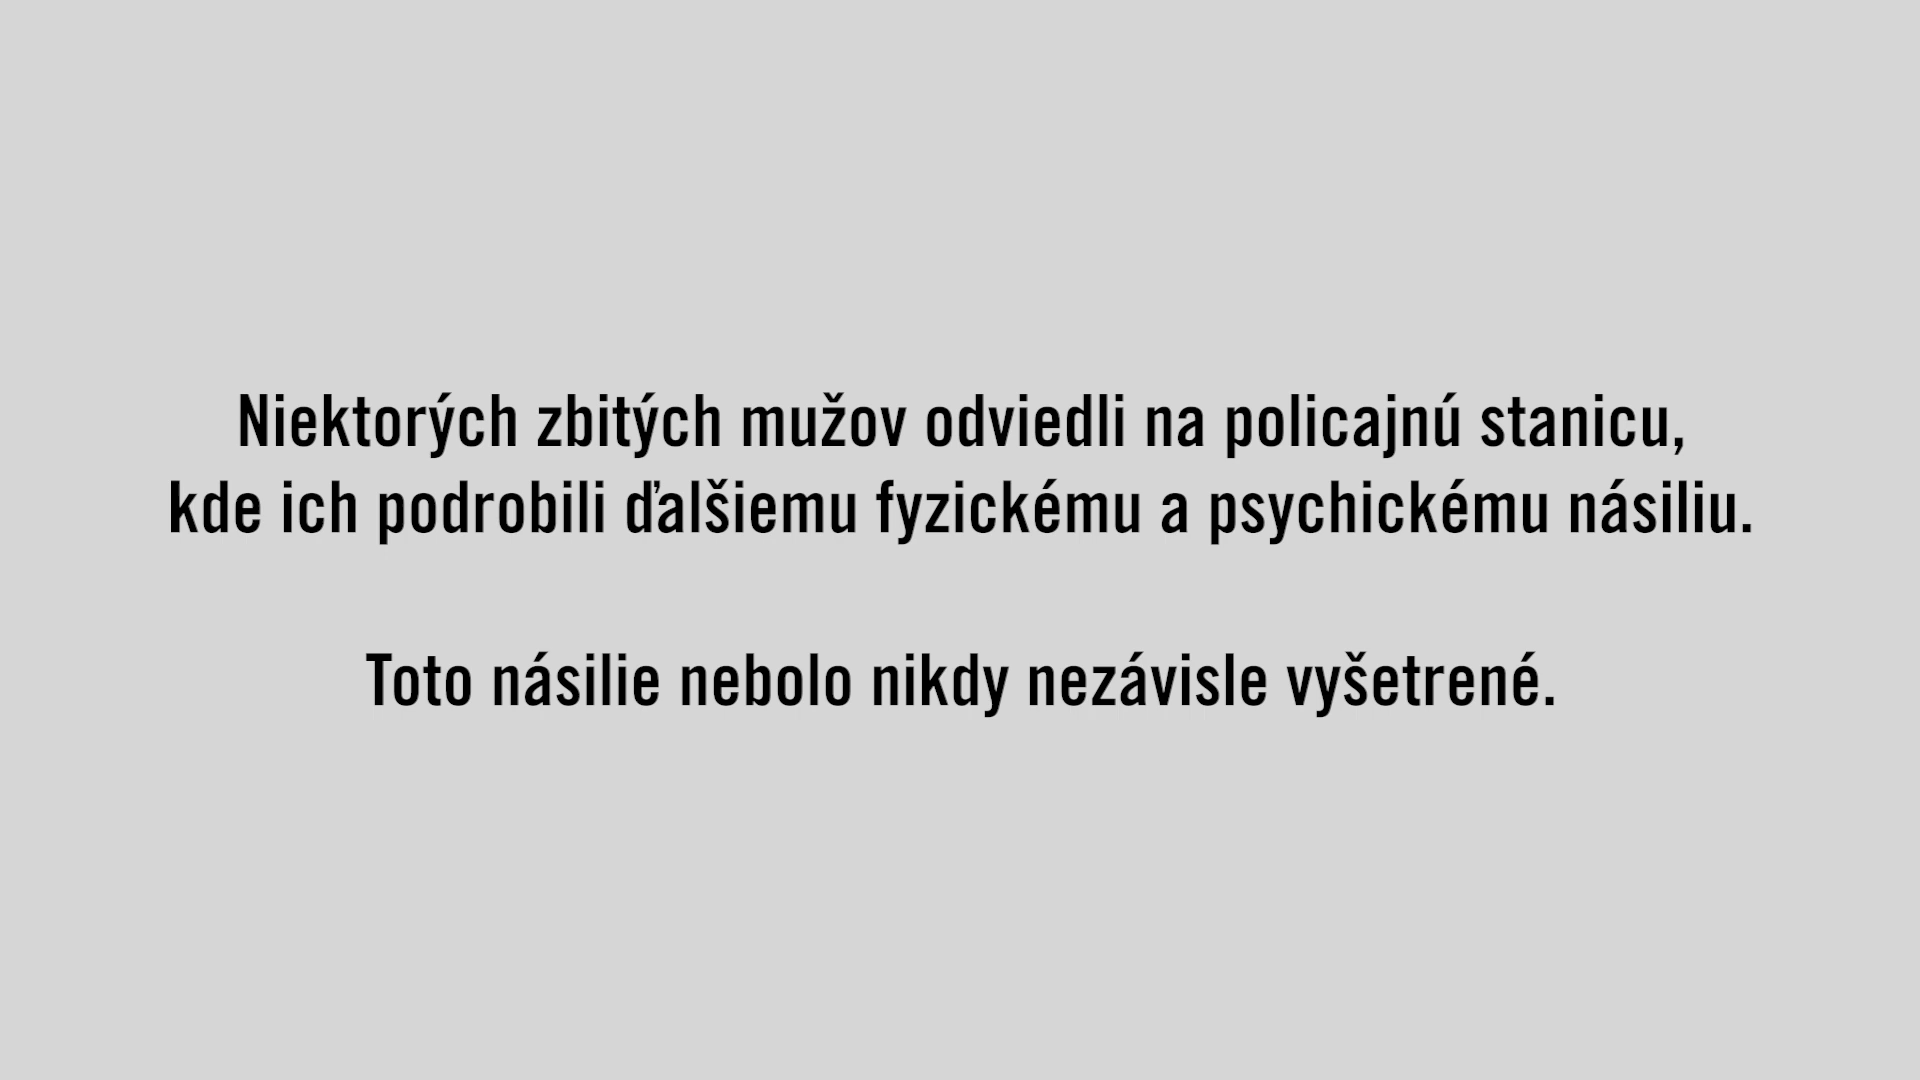 Niektorých zbitých mužov odviedli na policajnú stanicu,
kde ich podrobili ďalšiemu fyzickému a psychickému násiliu.
Toto násilie nebolo nikdy nezávisle vyšetrené.